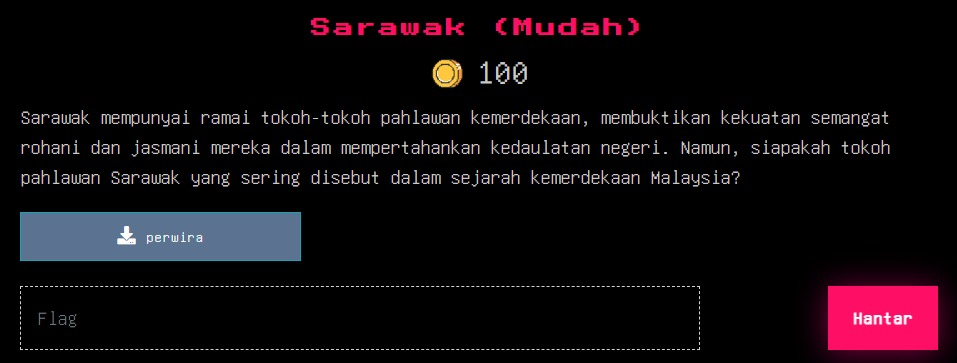 Sarawak (Mudah)
100
Sarawak mempunyai ramai tokoh-tokoh pahlawan kemerdekaan, membuktikan kekuatan semangat
rohani dan jasmani mereka dalam mempertahankan kedaulatan negeri. Namun, siapakah tokoh
pahlawan Sarawak yang sering disebut dalam sejarah kemerdekaan Malaysia?
perwira
Flag
Hantar